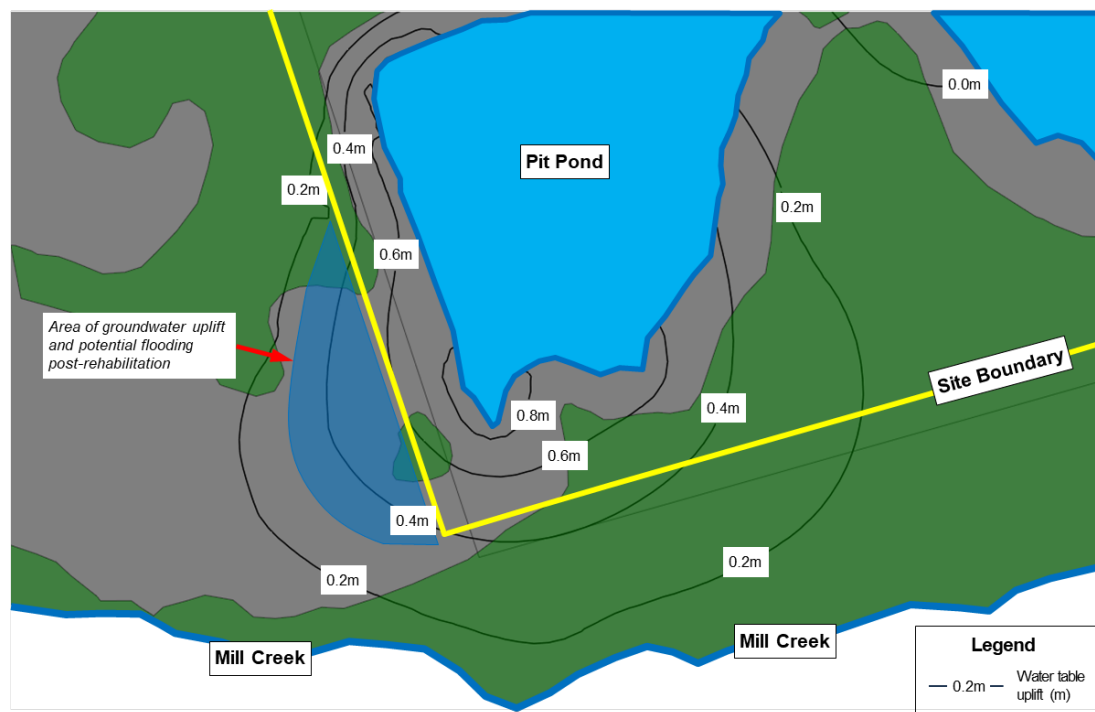 0.0m
0.4m
Pit Pond
0.2m
0.2m
0.6m
Area of groundwater uplift
and potential flooding
post-rehabilitation
Site Boundary
0.8m
0.4m
0.6m
0.4m
0.2m
0.2m
Mill Creek
Mill Creek
Legend
0.2m
Water table
uplift (m)